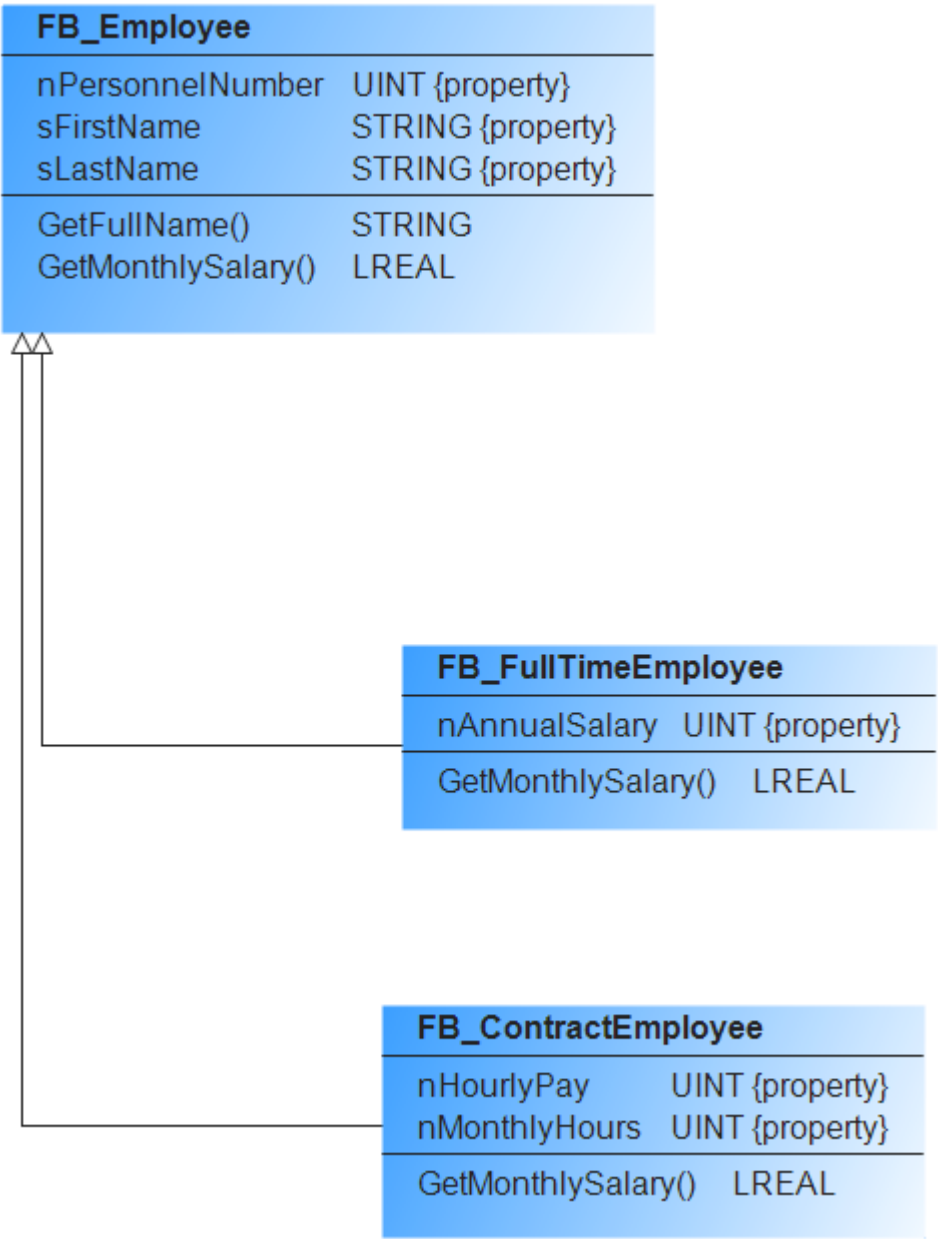 FB_Employee
nPersonnelNumber UINT {property}
sFirstName STRING {property}
sLastName STRING {property}
GetFullName() STRING
GetMonthlySalary() LREAL
FB_FullTimeEmployee
nAnnualSalary UINT {property}
GetMonthlySalary() LREAL
FB_ContractEmployee
nHourlyPay UINT {property}
nMonthlyHours UINT {property}
GetMonthlySalary() LREAL